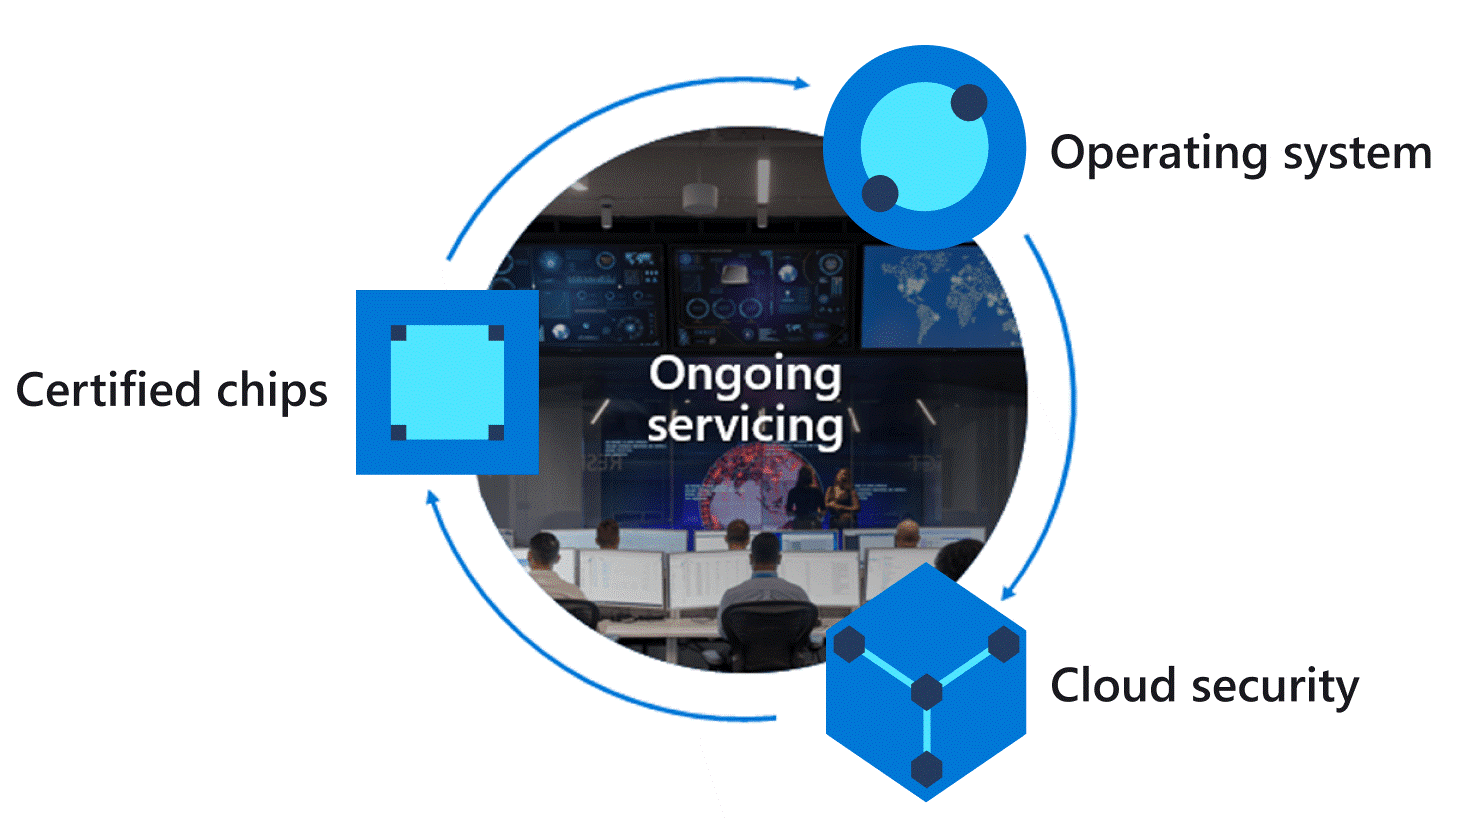 Operating system
Certified chips
Ongoing
servicing
Cloud security